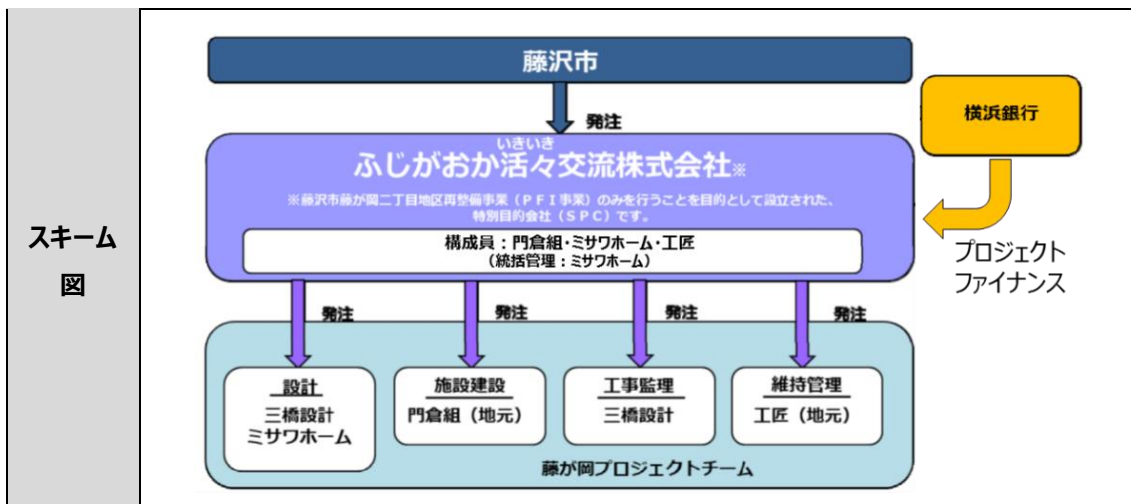 スキーム
図
藤沢市
発注
横浜銀行
いきいき
ふじがおか活々交流株式会社※
※藤沢市藤が岡二丁目地区再整備事業（ＰＦＩ事業）のみを行うことを目的として設立された、
特別目的会社（ＳＰＣ）です。
構成員：門倉組・ミサワホーム・工匠
（統括管理：ミサワホーム）
プロジェクト
ファイナンス
発注
発注
発注
発注
設計
三橋設計
ミサワホーム
施設建設
門倉組（地元）
工事監理
三橋設計
維持管理
工匠（地元）
藤が岡プロジェクトチーム